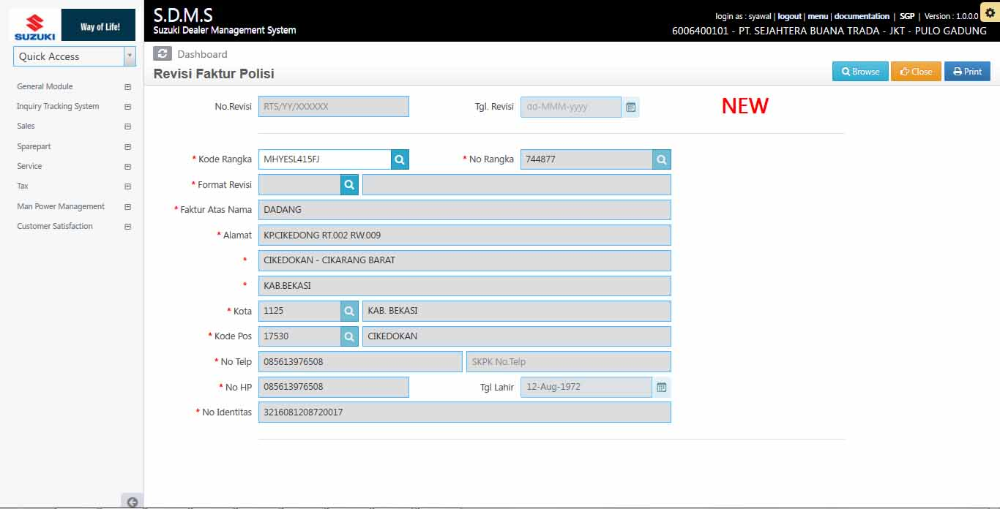 SUZUKI
Way of Life!
S.D.M.S
Suzuki Dealer Management System
login as : syawal | logout | menu | documentation | SGP | Version : 1.0.0.0
6006400101 - PT. SEJAHTERA BUANA TRADA - JKT - PULO GADUNG
Quick Access
General Module
Inquiry Tracking System
Sales
Sparepart
Service
Tax
Man Power Management
Customer Satisfaction
Dashboard
Revisi Faktur Polisi
Browse Close Print
No.Revisi RTS/YY/XXXXXX Tgl. Revisi dd-MMM-yyyy NEW
* Kode Rangka MHYESL415FJ * No Rangka 744877
* Format Revisi
* Faktur Atas Nama DADANG
* Alamat KP.CIKEDONG RT.002 RW.009
* CIKEDOKAN - CIKARANG BARAT
* KAB.BEKASI
* Kota 1125 KAB. BEKASI
* Kode Pos 17530 CIKEDOKAN
* No Telp 085613976508 SKPK No.Telp
* No HP 085613976508 Tgl Lahir 12-Aug-1972
* No Identitas 3216081208720017